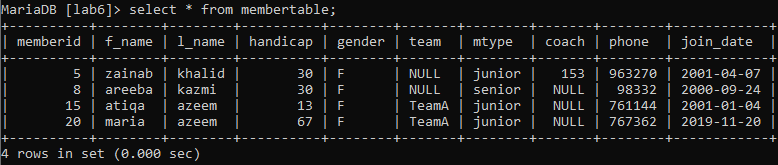 MariaDB [lab6]> select * from membertable;
+----------+--------+--------+----------+--------+-------+--------+-------+--------+------------+
| memberid | f_name | l_name | handicap | gender | team  | mtype  | coach | phone  | join_date  |
+----------+--------+--------+----------+--------+-------+--------+-------+--------+------------+
|        5 | zainab | khalid |       30 | F      | NULL  | junior |   153 | 963270 | 2001-04-07 |
|        8 | areeba | kazmi  |       30 | F      | NULL  | senior |  NULL |  98332 | 2000-09-24 |
|       15 | atiqa  | azeem  |       13 | F      | TeamA | junior |  NULL | 761144 | 2001-01-04 |
|       20 | maria  | azeem  |       67 | F      | TeamA | junior |  NULL | 767362 | 2019-11-20 |
+----------+--------+--------+----------+--------+-------+--------+-------+--------+------------+
4 rows in set (0.000 sec)